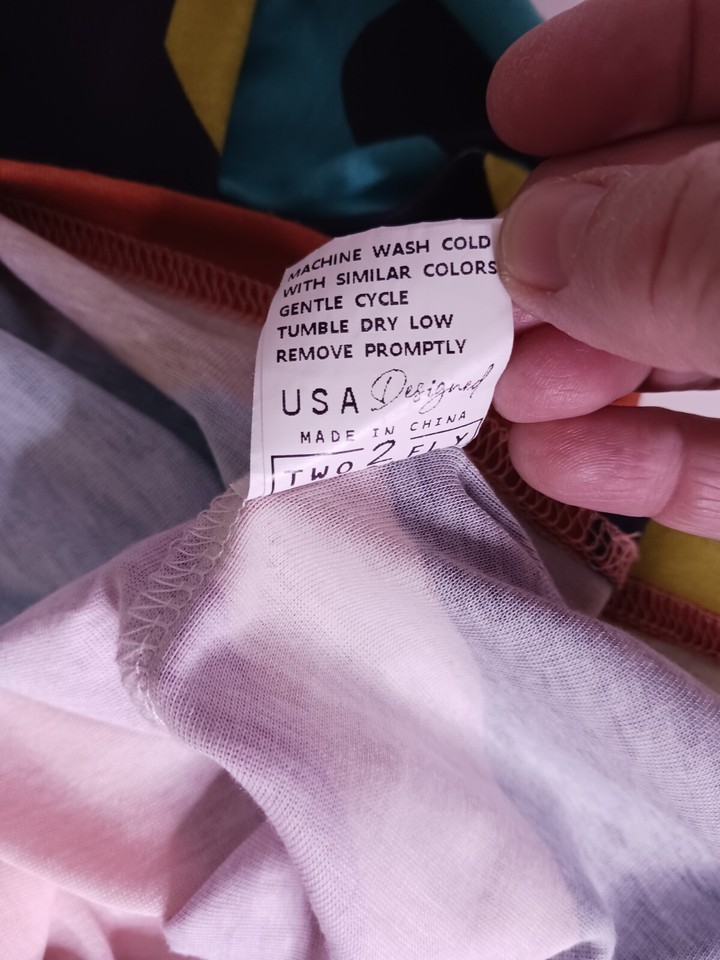 MACHINE WASH COLD
WITH SIMILAR COLORS
GENTLE CYCLE
TUMBLE DRY LOW
REMOVE PROMPTLY
USA Designed
MADE IN CHINA
TWO 2 FLY